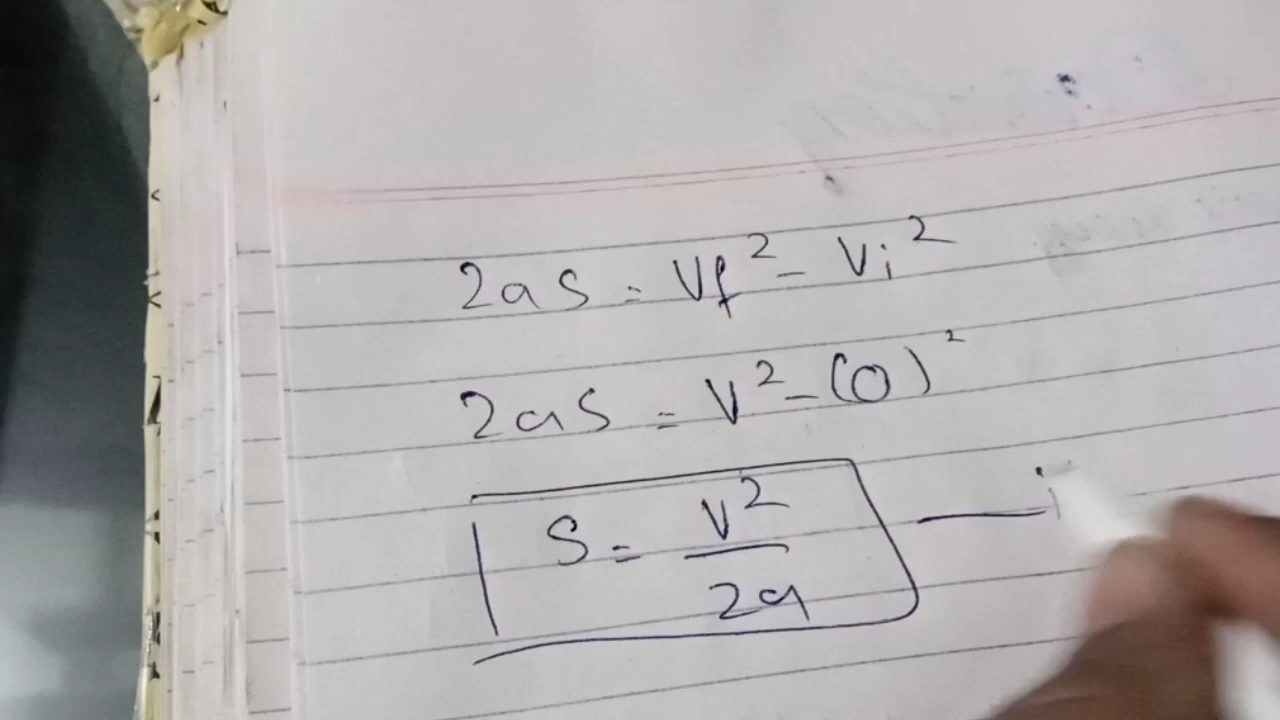 2as = Vf² - Vi²
2as = V² - (0)²
S = V²/2a — i